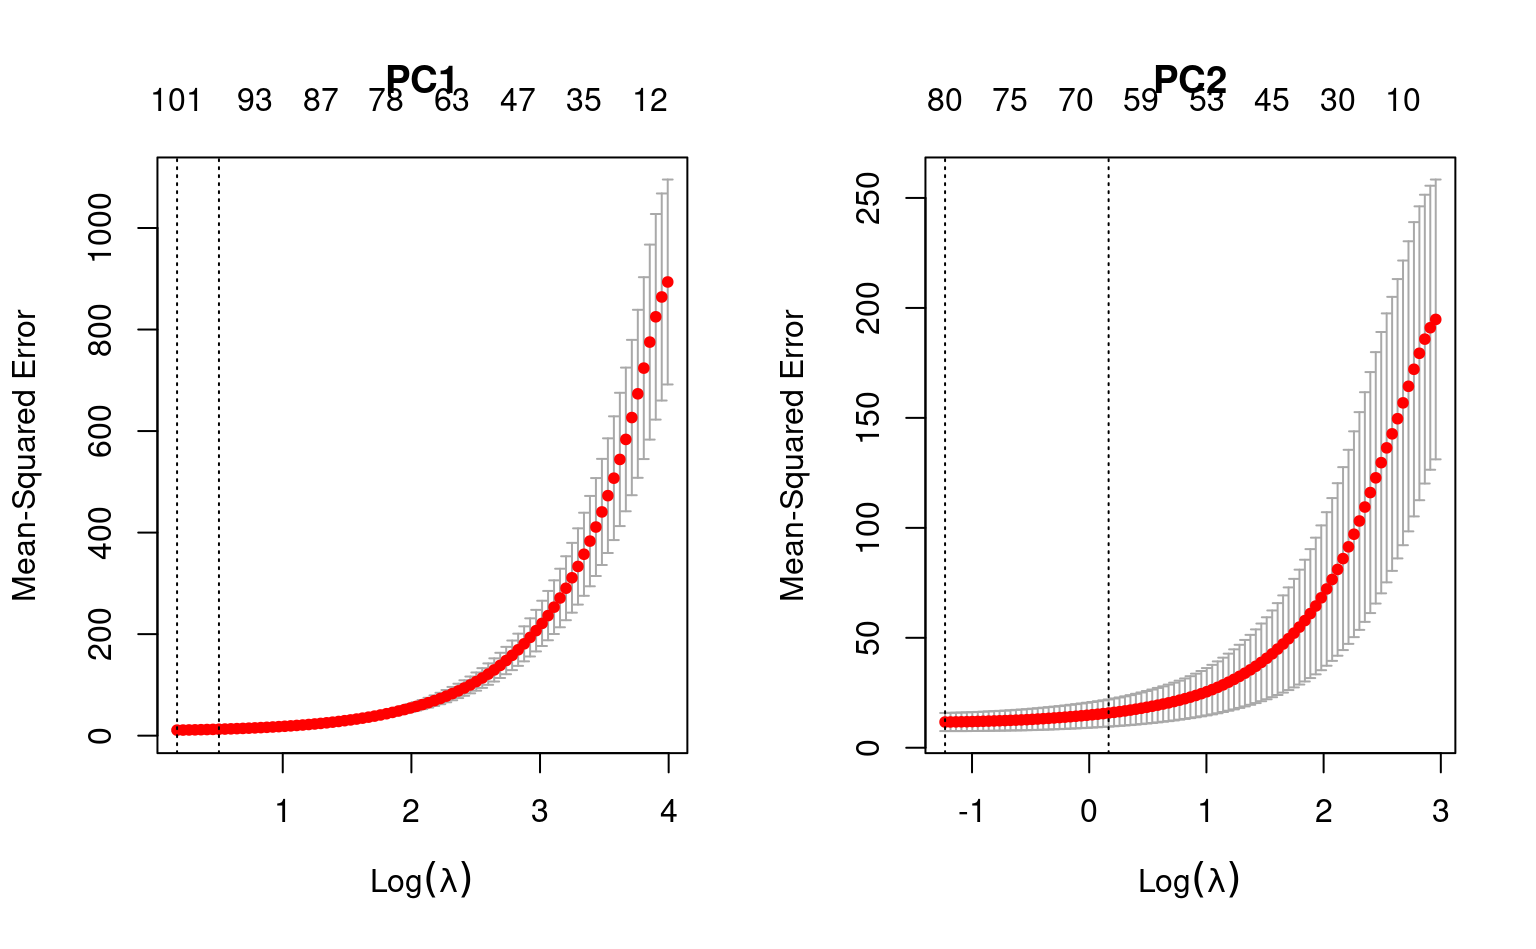 PC1
101 93 87 78 63 47 35 12
Mean-Squared Error
0 200 400 600 800 1000
1 2 3 4
Log(λ)
PC2
80 75 70 59 53 45 30 10
Mean-Squared Error
0 50 100 150 200 250
-1 0 1 2 3
Log(λ)